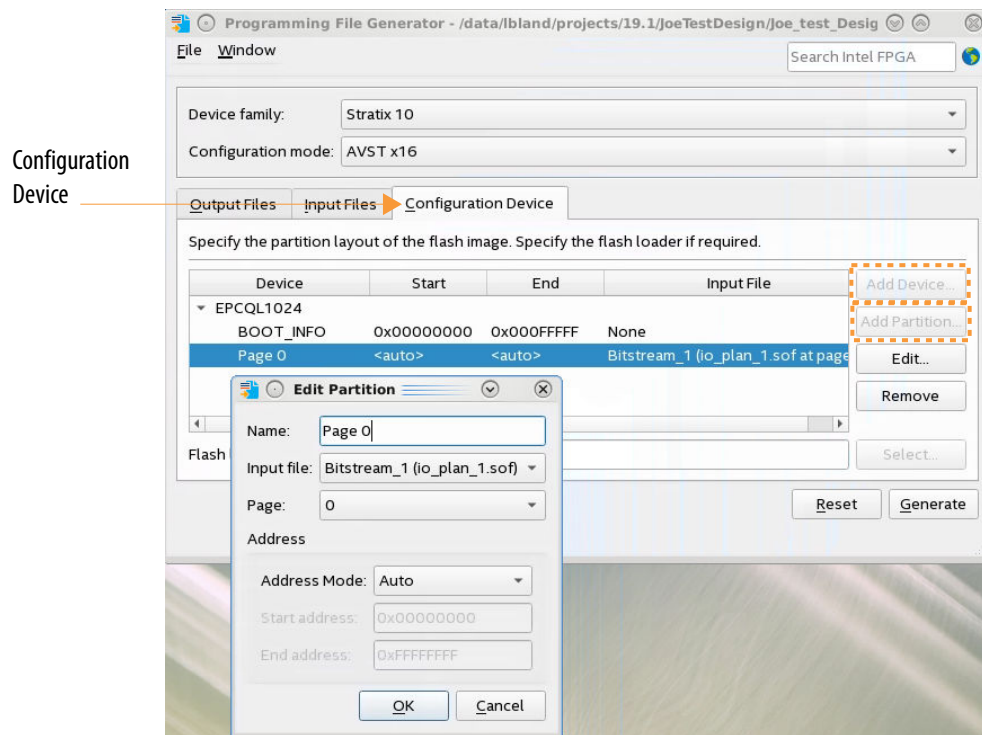 Programming File Generator - /data/lbland/projects/19.1/JoeTestDesign/Joe_test_Desig
File Window
Search Intel FPGA
Device family: Stratix 10
Configuration mode: AVST x16
Configuration
Device
Output Files Input Files Configuration Device
Specify the partition layout of the flash image. Specify the flash loader if required.
Device Start End Input File
Add Device...
EPCQL1024
BOOT_INFO 0x00000000 0x000FFFFF None
Add Partition...
Page 0 <auto> <auto> Bitstream_1 (io_plan_1.sof at page
Edit...
Remove
Edit Partition
Name: Page 0
Flash
Select...
Input file: Bitstream_1 (io_plan_1.sof)
Page: 0
Reset Generate
Address
Address Mode: Auto
Start address: 0x00000000
End address: 0xFFFFFFFF
OK Cancel